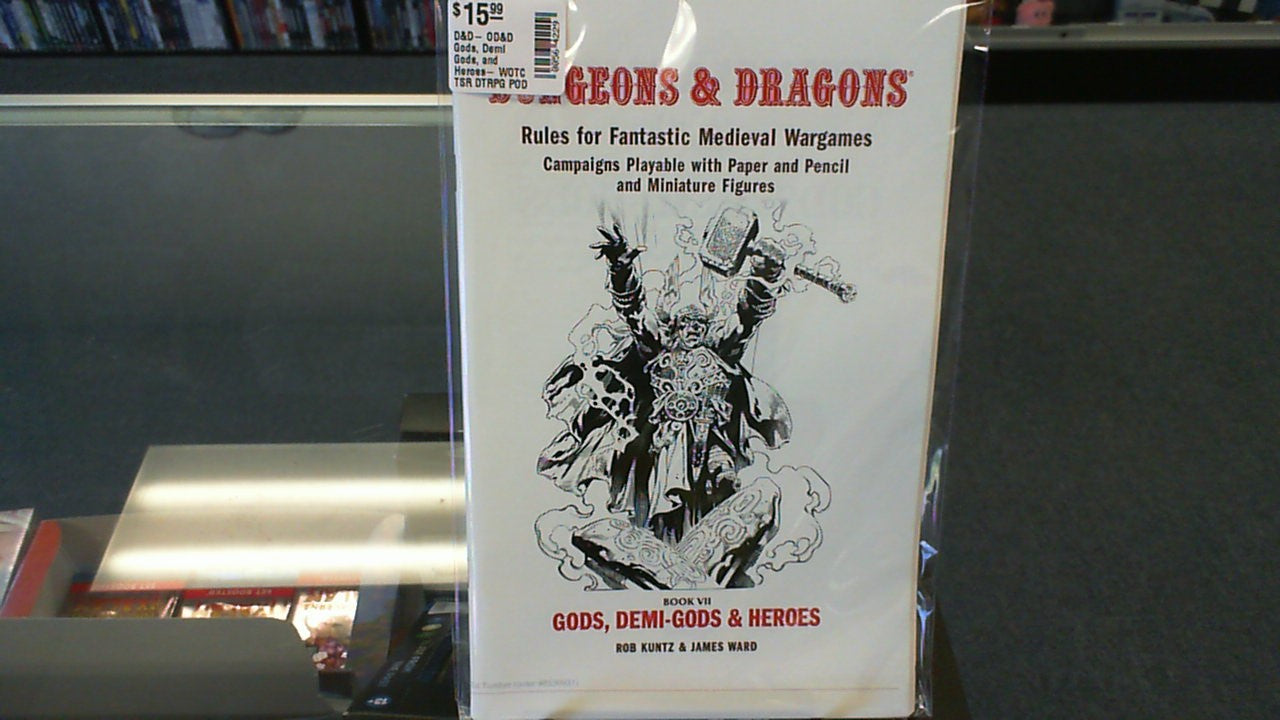 $15.99
D&D- OD&D
Gods, Demi
Gods, and
Heroes- WOTC
TSR DTRPG POD
DUNGEONS & DRAGONS®
Rules for Fantastic Medieval Wargames
Campaigns Playable with Paper and Pencil
and Miniature Figures
BOOK VII
GODS, DEMI-GODS & HEROES
ROB KUNTZ & JAMES WARD